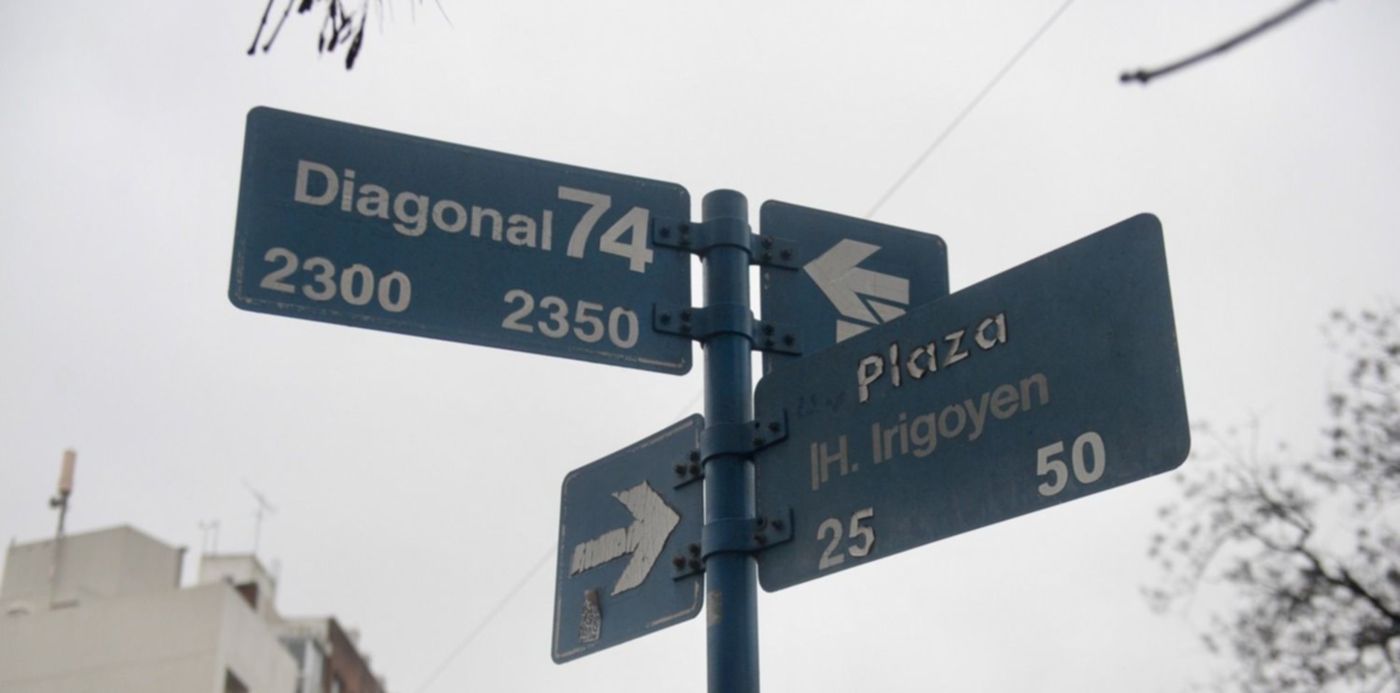 Diagonal 74
2300 2350
Plaza
H. Irigoyen
25 50